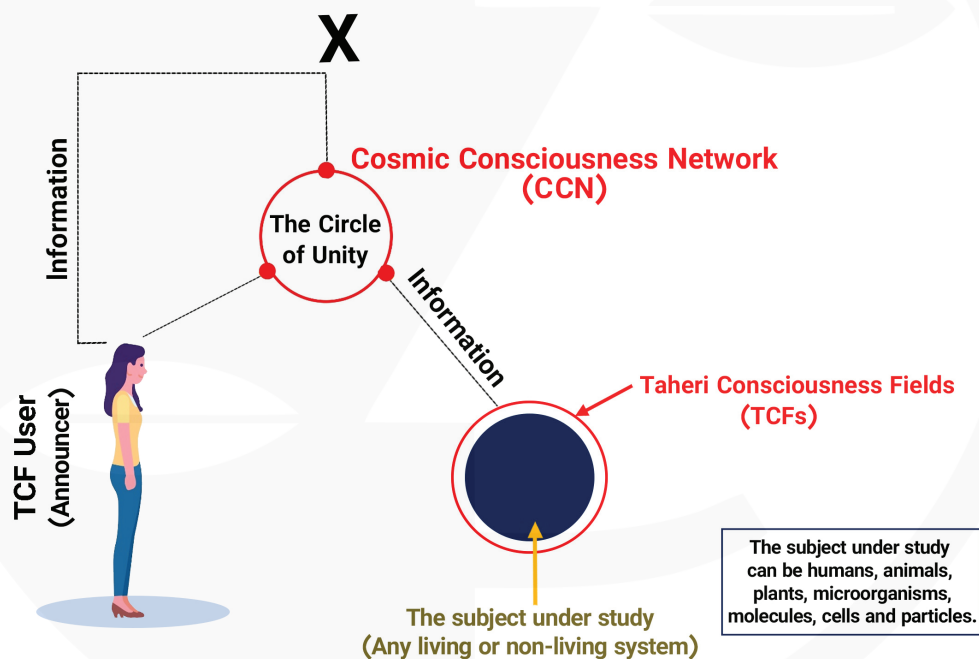 X
Information
Cosmic Consciousness Network
(CCN)
The Circle
of Unity
Information
Taheri Consciousness Fields
(TCFs)
TCF User
(Announcer)
The subject under study
(Any living or non-living system)
The subject under study
can be humans, animals,
plants, microorganisms,
molecules, cells and particles.